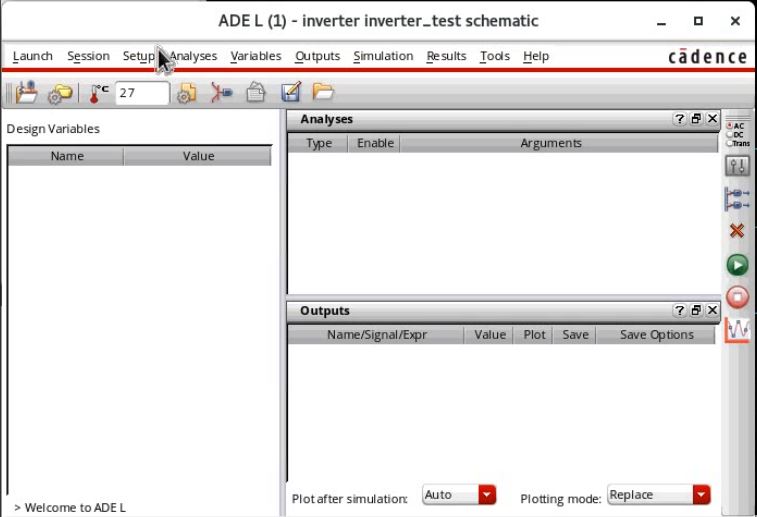 ADE L (1) - inverter inverter_test schematic
Launch Session Setup Analyses Variables Outputs Simulation Results Tools Help cādence
°C 27
Design Variables
Name Value
Analyses
Type Enable Arguments
AC
DC
Trans
Outputs
Name/Signal/Expr Value Plot Save Save Options
Plot after simulation: Auto Plotting mode: Replace
> Welcome to ADE L